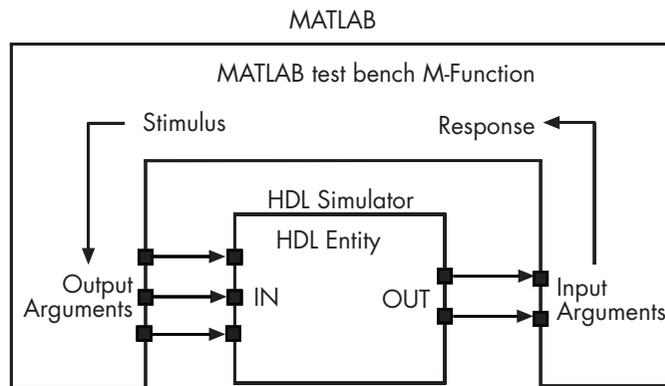 MATLAB
MATLAB test bench M-Function
Stimulus
Response
HDL Simulator
HDL Entity
Output
Arguments
IN
OUT
Input
Arguments